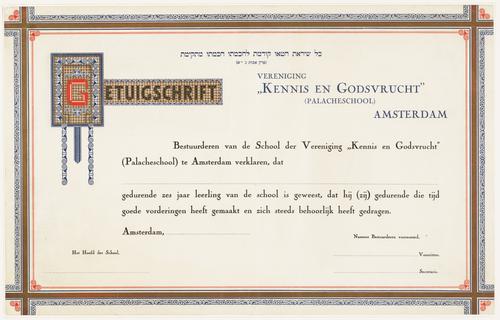 כל שיראת חטאו קודמת לחכמתו חכמתו מתקימת
VERENIGING
„KENNIS EN GODSVRUCHT”
(PALACHESCHOOL)
AMSTERDAM
GETUIGSCHRIFT
Bestuurderen van de School der Vereniging „Kennis en Godsvrucht”
(Palacheschool) te Amsterdam verklaren, dat
gedurende zes jaar leerling van de school is geweest, dat hij (zij) gedurende die tijd
goede vorderingen heeft gemaakt en zich steeds behoorlijk heeft gedragen.
Amsterdam,
Namens Bestuurderen voornoemd,
Het Hoofd der School,
Voorzitter.
Secretaris.